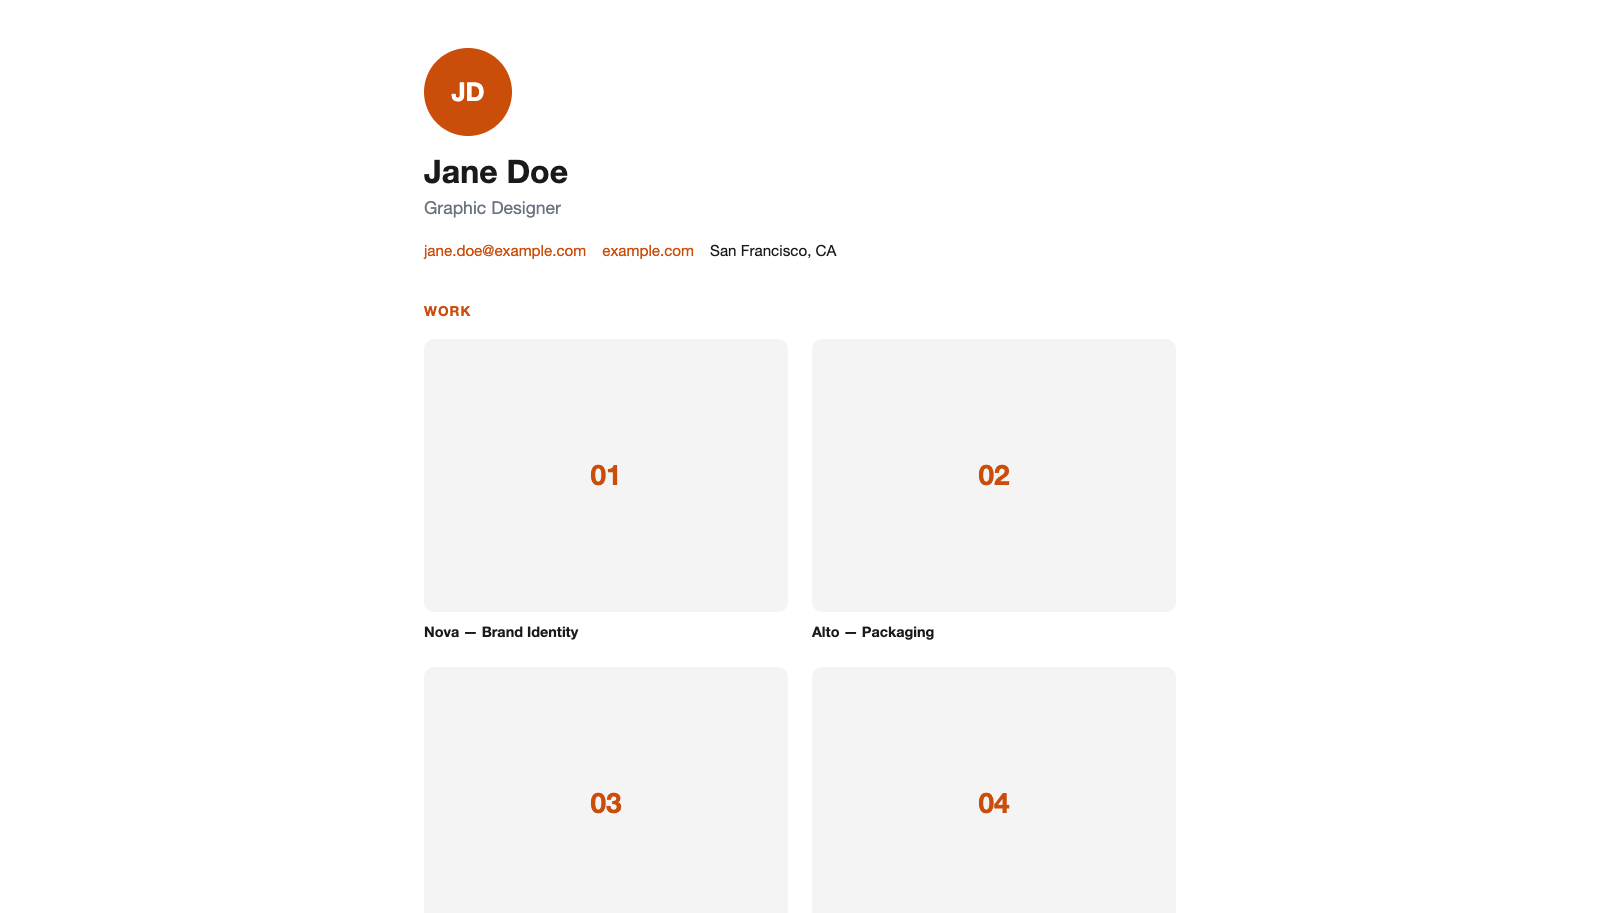 JD
Jane Doe
Graphic Designer
jane.doe@example.com example.com San Francisco, CA
WORK
01 02
Nova — Brand Identity Alto — Packaging
03 04